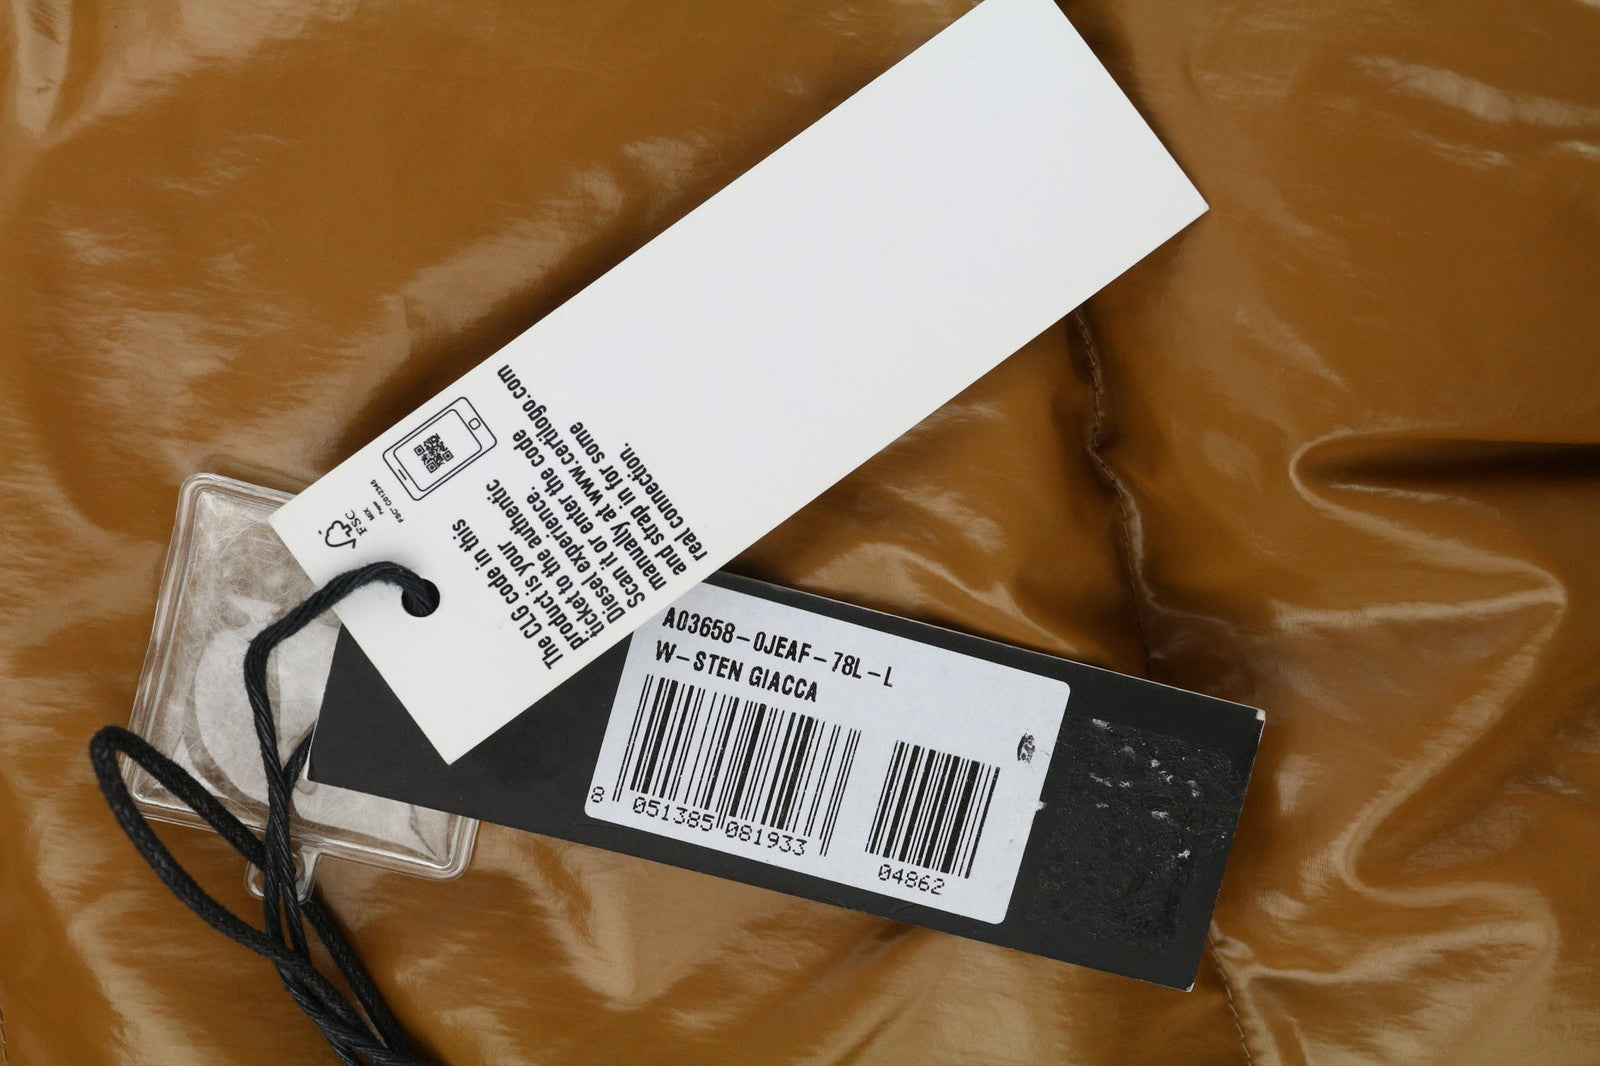 The CLG code in this
product is your
ticket to the authentic
Diesel experience.
Scan it or enter the code
manually at www.certilogo.com
and strap in for some
real connection.
FSC
MIX
A03658-0JEAF-78L-L
W-STEN GIACCA
8 051385 081933
04862